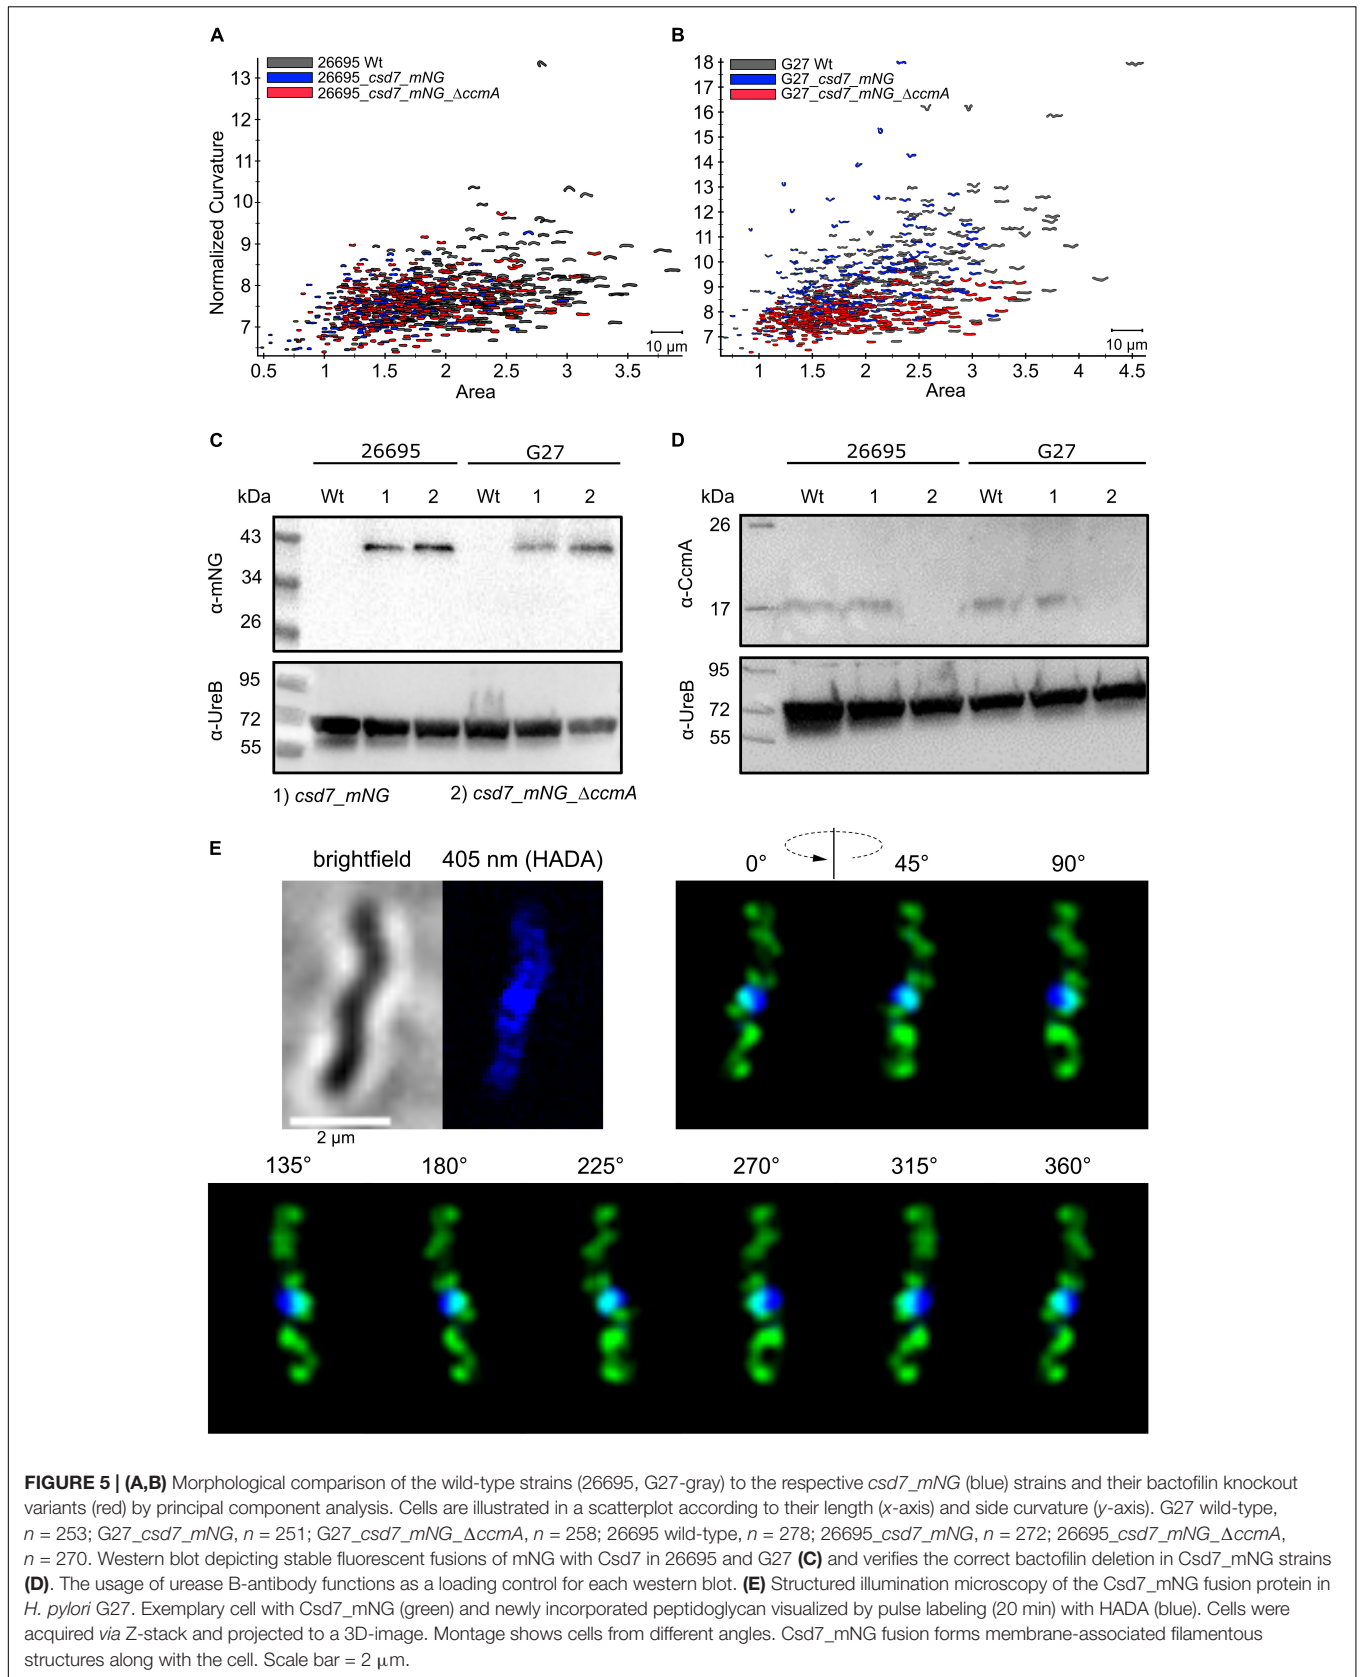 A
26695 Wt
26695_csd7_mNG
26695_csd7_mNG_ΔccmA
Normalized Curvature
13
12
11
10
9
8
7
0.5 1 1.5 2 2.5 3 3.5
Area
10 µm
B
G27 Wt
G27_csd7_mNG
G27_csd7_mNG_ΔccmA
18
17
16
15
14
13
12
11
10
9
8
7
1 1.5 2 2.5 3 3.5 4 4.5
Area
10 µm
C
26695 G27
kDa Wt 1 2 Wt 1 2
α-mNG
43
34
26
α-UreB
95
72
55
1) csd7_mNG 2) csd7_mNG_ΔccmA
D
26695 G27
kDa Wt 1 2 Wt 1 2
α-CcmA
26
17
α-UreB
95
72
55
E
brightfield 405 nm (HADA)
2 µm
0° 45° 90°
135° 180° 225° 270° 315° 360°
FIGURE 5 | (A,B) Morphological comparison of the wild-type strains (26695, G27-gray) to the respective csd7_mNG (blue) strains and their bactofilin knockout
variants (red) by principal component analysis. Cells are illustrated in a scatterplot according to their length (x-axis) and side curvature (y-axis). G27 wild-type,
n = 253; G27_csd7_mNG, n = 251; G27_csd7_mNG_ΔccmA, n = 258; 26695 wild-type, n = 278; 26695_csd7_mNG, n = 272; 26695_csd7_mNG_ΔccmA,
n = 270. Western blot depicting stable fluorescent fusions of mNG with Csd7 in 26695 and G27 (C) and verifies the correct bactofilin deletion in Csd7_mNG strains
(D). The usage of urease B-antibody functions as a loading control for each western blot. (E) Structured illumination microscopy of the Csd7_mNG fusion protein in
H. pylori G27. Exemplary cell with Csd7_mNG (green) and newly incorporated peptidoglycan visualized by pulse labeling (20 min) with HADA (blue). Cells were
acquired via Z-stack and projected to a 3D-image. Montage shows cells from different angles. Csd7_mNG fusion forms membrane-associated filamentous
structures along with the cell. Scale bar = 2 µm.